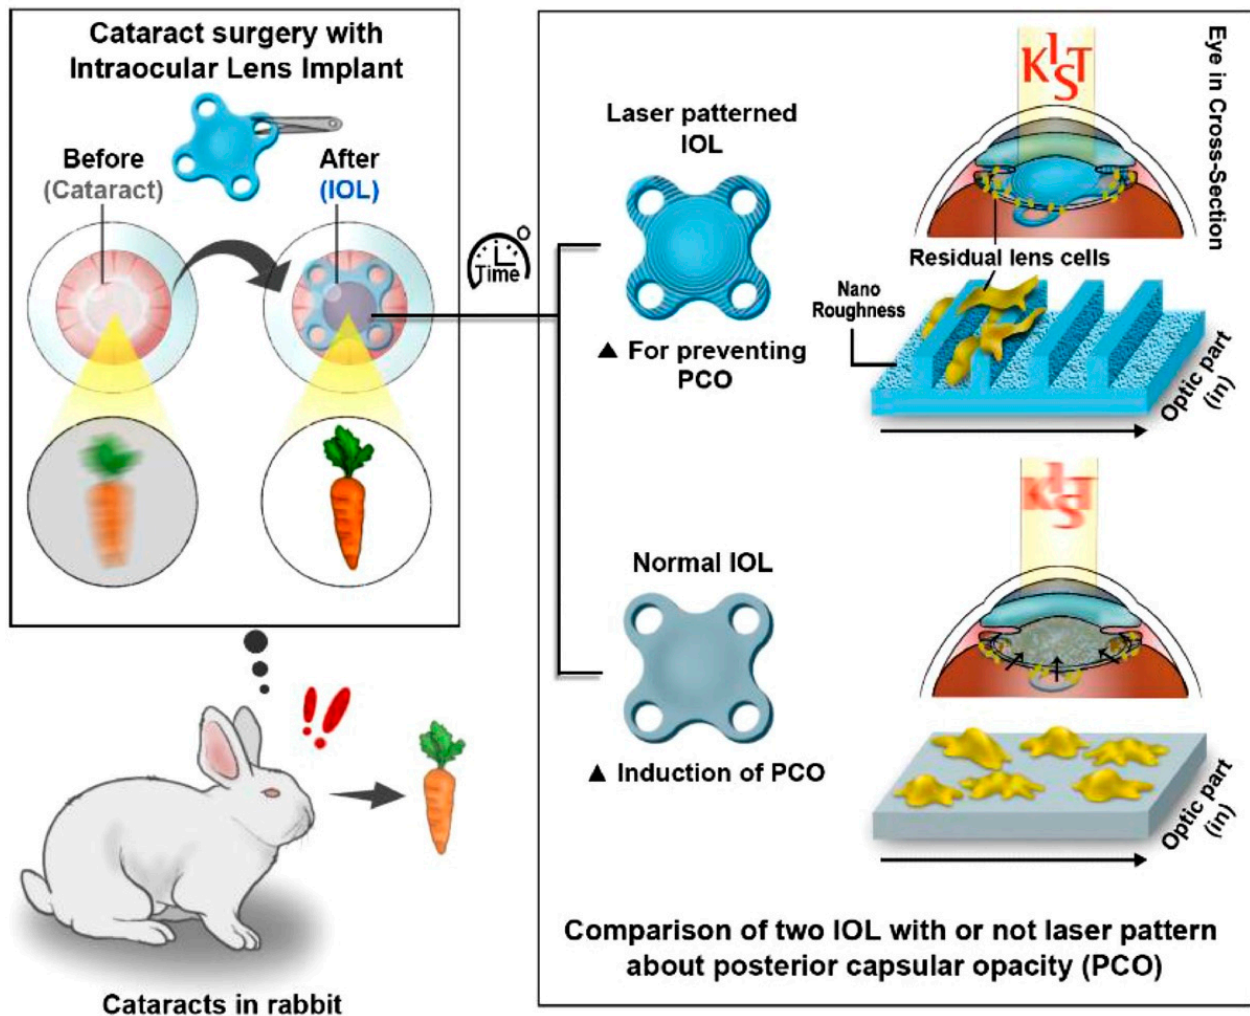 Cataract surgery with
Intraocular Lens Implant
Before
(Cataract)
After
(IOL)
Time
Cataracts in rabbit
Laser patterned
IOL
▲ For preventing
PCO
KIST
Eye in Cross-Section
Residual lens cells
Nano
Roughness
Optic part
(in)
Normal IOL
▲ Induction of PCO
KIST
Optic part
(in)
Comparison of two IOL with or not laser pattern
about posterior capsular opacity (PCO)